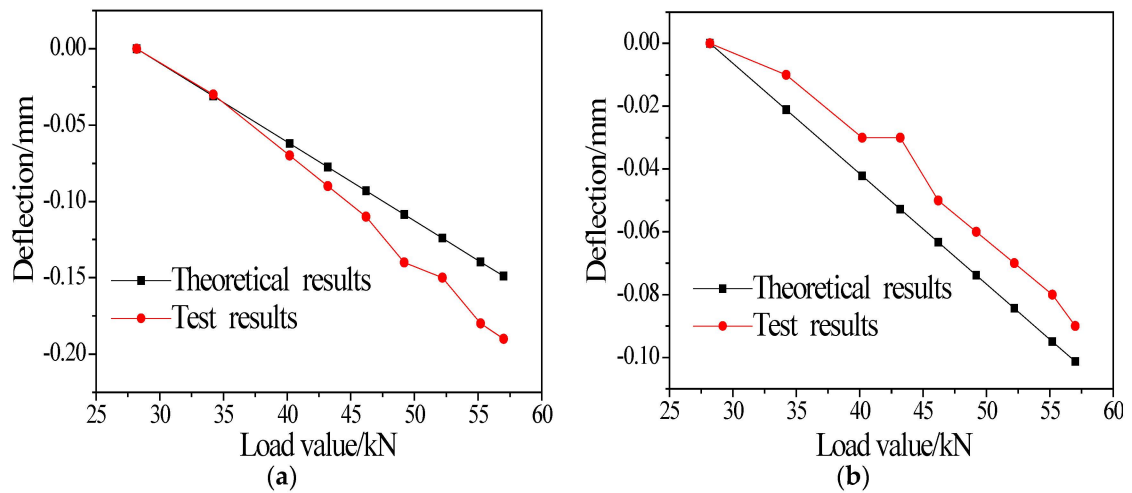 0.00
-0.05
-0.10
-0.15
-0.20
Deflection/mm
Theoretical results
Test results
25 30 35 40 45 50 55 60
Load value/kN
(a)
0.00
-0.02
-0.04
-0.06
-0.08
-0.10
Deflection/mm
Theoretical results
Test results
25 30 35 40 45 50 55 60
Load value/kN
(b)